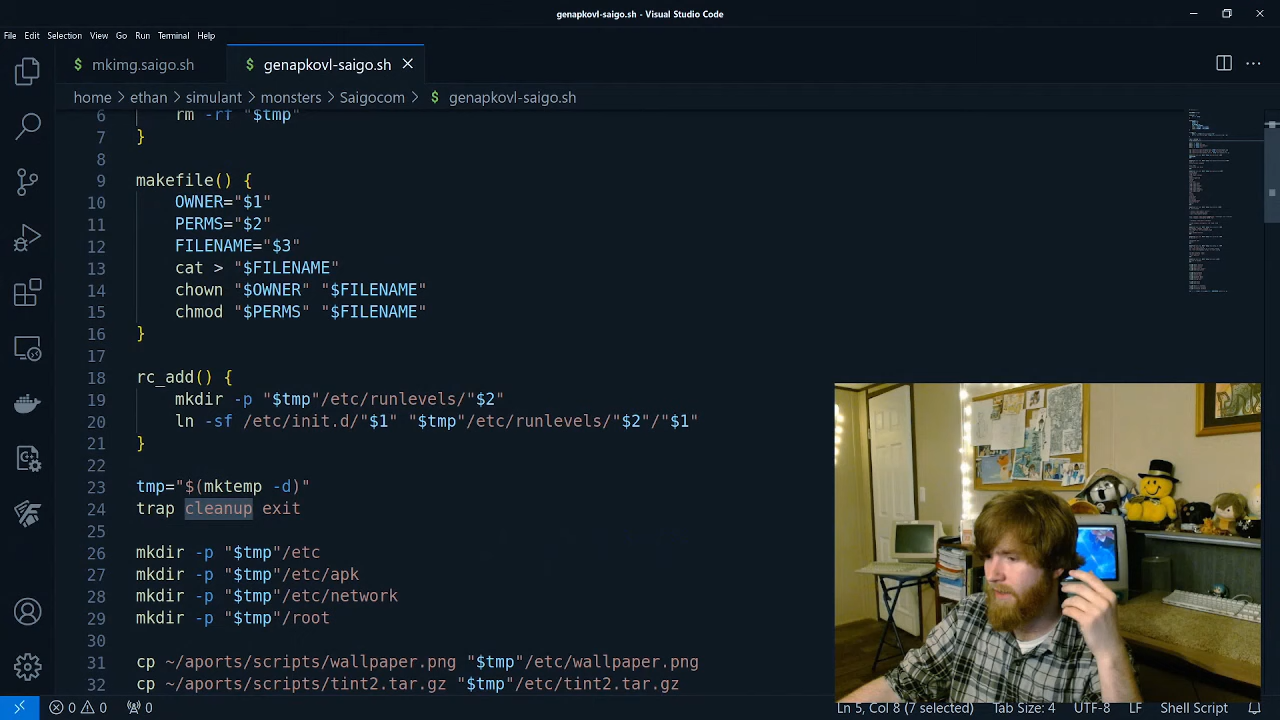 genapkovl-saigo.sh - Visual Studio Code
File Edit Selection View Go Run Terminal Help
$ mkimg.saigo.sh $ genapkovl-saigo.sh
home > ethan > simulant > monsters > Saigocom > $ genapkovl-saigo.sh
6 rm -rf "$tmp"
7 }
8
9 makefile() {
10 OWNER="$1"
11 PERMS="$2"
12 FILENAME="$3"
13 cat > "$FILENAME"
14 chown "$OWNER" "$FILENAME"
15 chmod "$PERMS" "$FILENAME"
16 }
17
18 rc_add() {
19 mkdir -p "$tmp"/etc/runlevels/"$2"
20 ln -sf /etc/init.d/"$1" "$tmp"/etc/runlevels/"$2"/"$1"
21 }
22
23 tmp="$(mktemp -d)"
24 trap cleanup exit
25
26 mkdir -p "$tmp"/etc
27 mkdir -p "$tmp"/etc/apk
28 mkdir -p "$tmp"/etc/network
29 mkdir -p "$tmp"/root
30
31 cp ~/aports/scripts/wallpaper.png "$tmp"/etc/wallpaper.png
32 cp ~/aports/scripts/tint2.tar.gz "$tmp"/etc/tint2.tar.gz
0 0 0 Ln 5, Col 8 (7 selected) Tab Size: 4 UTF-8 LF Shell Script